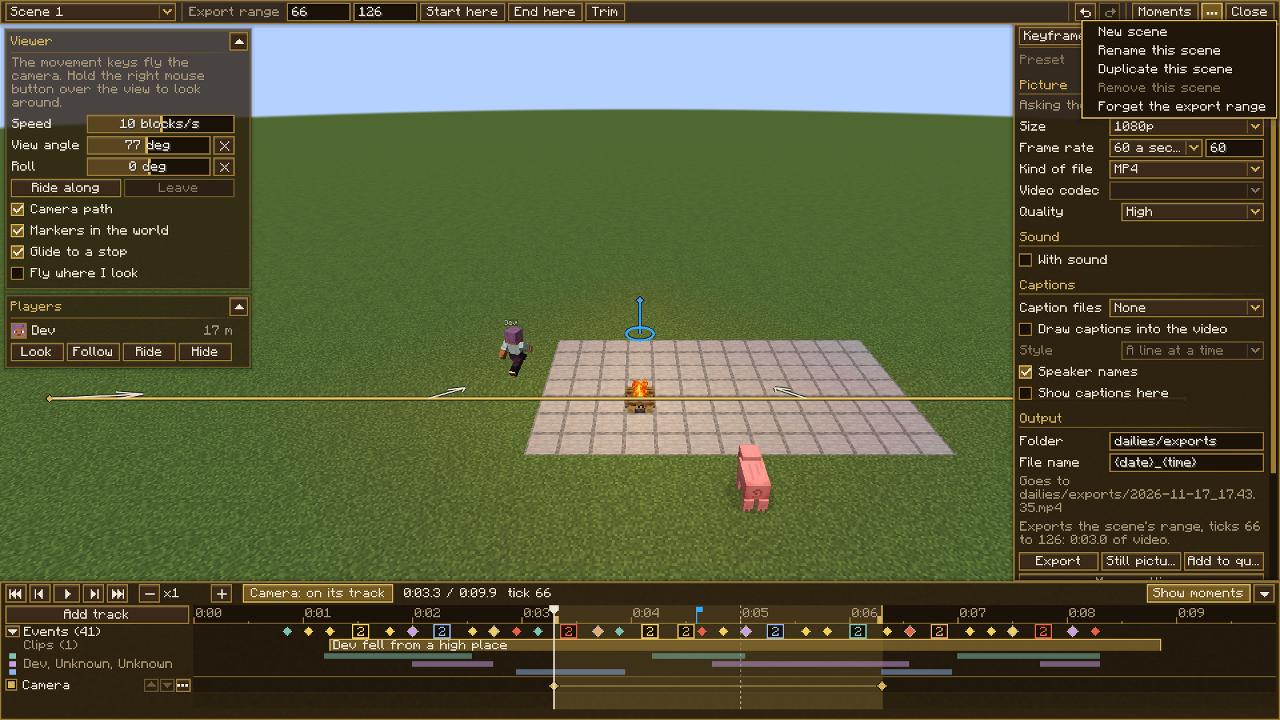 Scene 1 Export range 66 126 Start here End here Trim Moments ... Close
New scene
Rename this scene
Duplicate this scene
Remove this scene
Forget the export range
Viewer
The movement keys fly the
camera. Hold the right mouse
button over the view to look
around.
Speed 10 blocks/s
View angle 77 deg
Roll 0 deg
Ride along Leave
Camera path
Markers in the world
Glide to a stop
Fly where I look
Players
Dev 17 m
Look Follow Ride Hide
Dev
Preset
Picture
Size 1080p
Frame rate 60 a sec... 60
Kind of file MP4
Video codec
Quality High
Sound
With sound
Captions
Caption files None
Draw captions into the video
Style A line at a time
Speaker names
Show captions here
Output
Folder dailies/exports
File name {date}_{time}
Goes to
dailies/exports/2026-11-17_17.43.
35.mp4
Exports the scene's range, ticks 66
to 126: 0:03.0 of video.
Export Still pictu... Add to qu...
x1 Camera: on its track 0:03.3 / 0:09.9 tick 66 Show moments
Add track 0:00 0:01 0:02 0:03 0:04 0:05 0:06 0:07 0:08 0:09
Events (41) 2 2 2 2 2 2 2 2 2
Clips (1) Dev fell from a high place
Dev, Unknown, Unknown
Camera